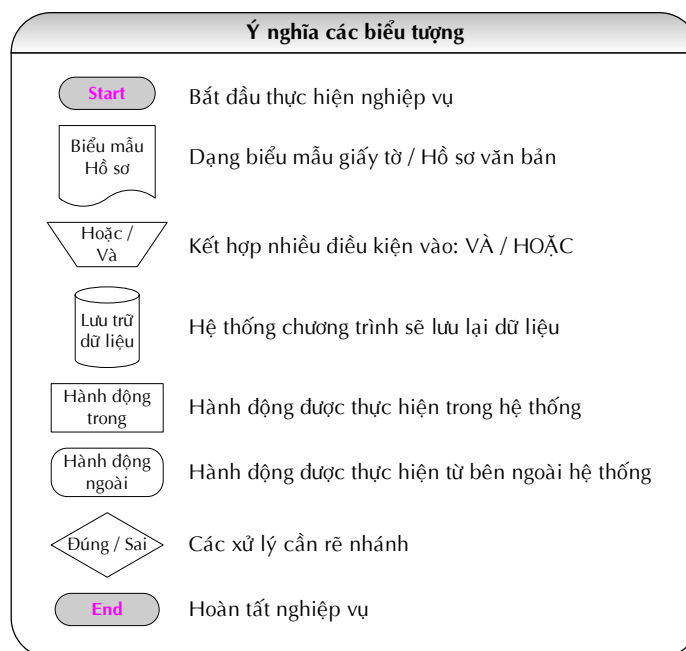 Ý nghĩa các biểu tượng
Start
Bắt đầu thực hiện nghiệp vụ
Biểu mẫu
Hồ sơ
Dạng biểu mẫu giấy tờ / Hồ sơ văn bản
Hoặc /
Và
Kết hợp nhiều điều kiện vào: VÀ / HOẶC
Lưu trữ
dữ liệu
Hệ thống chương trình sẽ lưu lại dữ liệu
Hành động
trong
Hành động được thực hiện trong hệ thống
Hành động
ngoài
Hành động được thực hiện từ bên ngoài hệ thống
Đúng / Sai
Các xử lý cần rẽ nhánh
End
Hoàn tất nghiệp vụ